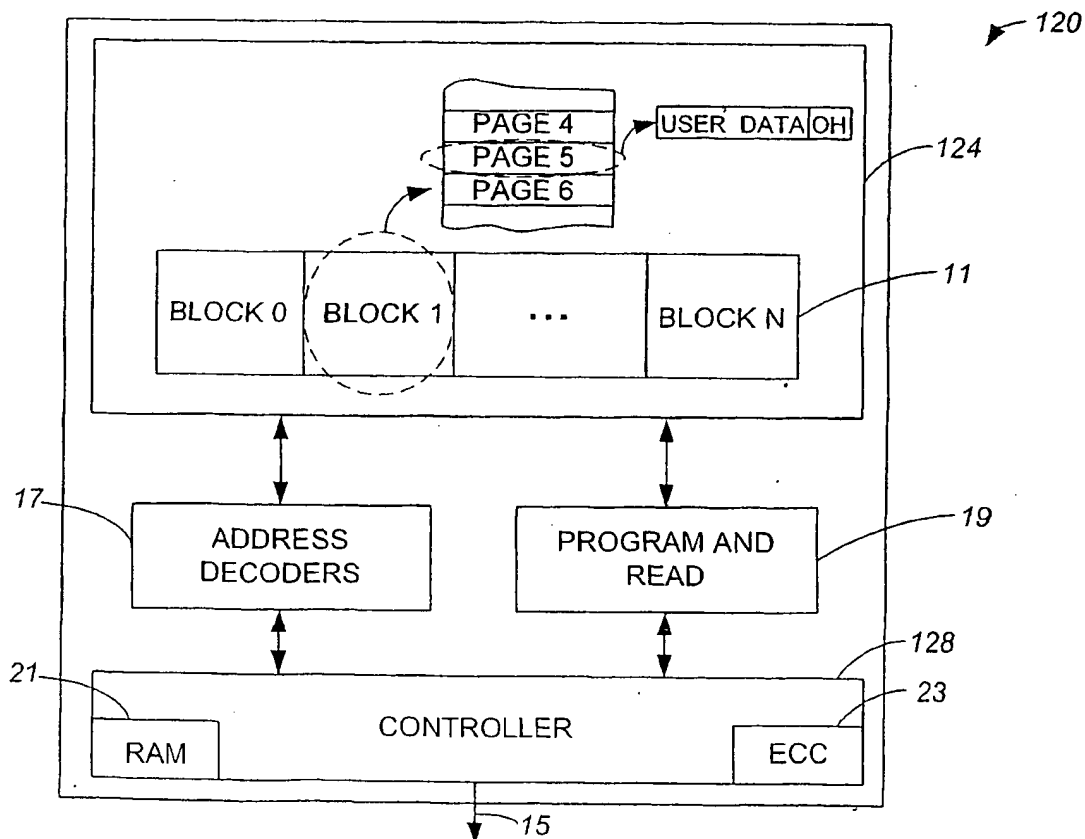 120
PAGE 4
PAGE 5
PAGE 6
USER DATA OH
124
11
BLOCK 0
BLOCK 1
...
BLOCK N
17
ADDRESS
DECODERS
PROGRAM AND
READ
19
128
21
23
CONTROLLER
RAM
ECC
15